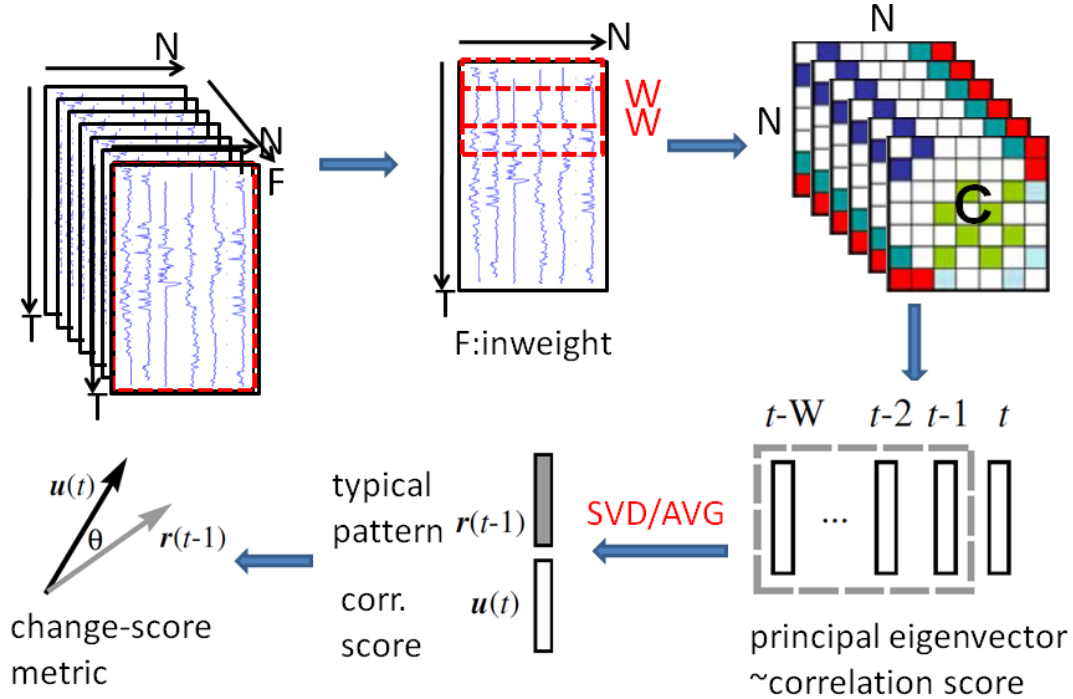 N
N
F
T
T
N
W
W
T
F:inweight
N
N
C
t-W t-2 t-1 t
...
principal eigenvector
~correlation score
SVD/AVG
typical
pattern r(t-1)
corr.
score u(t)
u(t)
θ
r(t-1)
change-score
metric